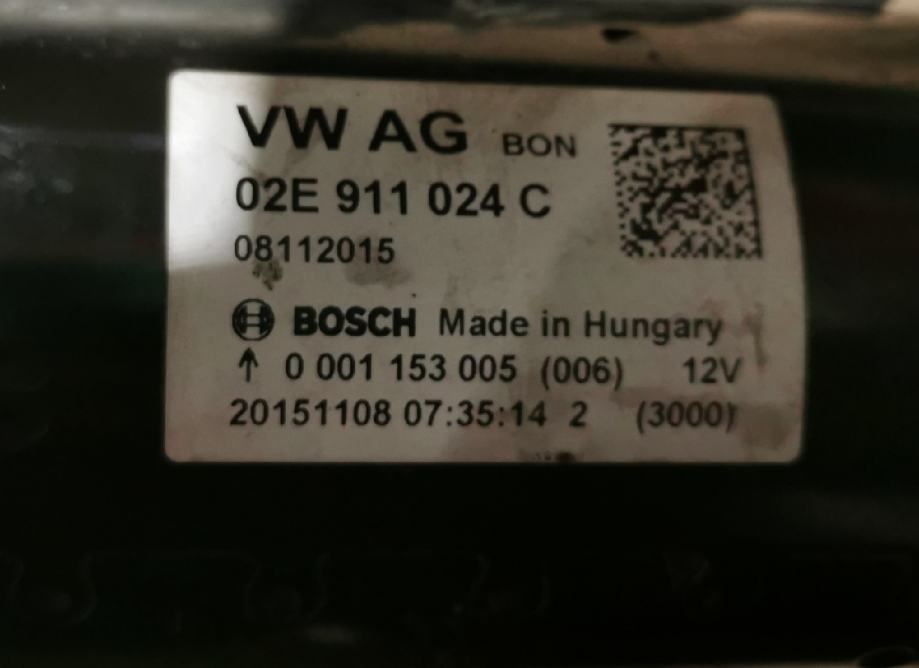 VW AG BON
02E 911 024 C
08112015
BOSCH Made in Hungary
↑ 0 001 153 005 (006) 12V
20151108 07:35:14 2 (3000)